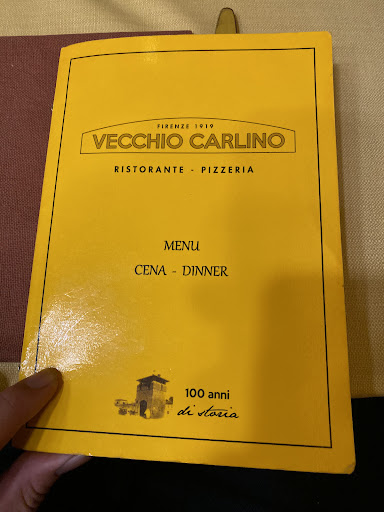 FIRENZE 1919
VECCHIO CARLINO
RISTORANTE - PIZZERIA
MENU
CENA - DINNER
100 anni
di storia